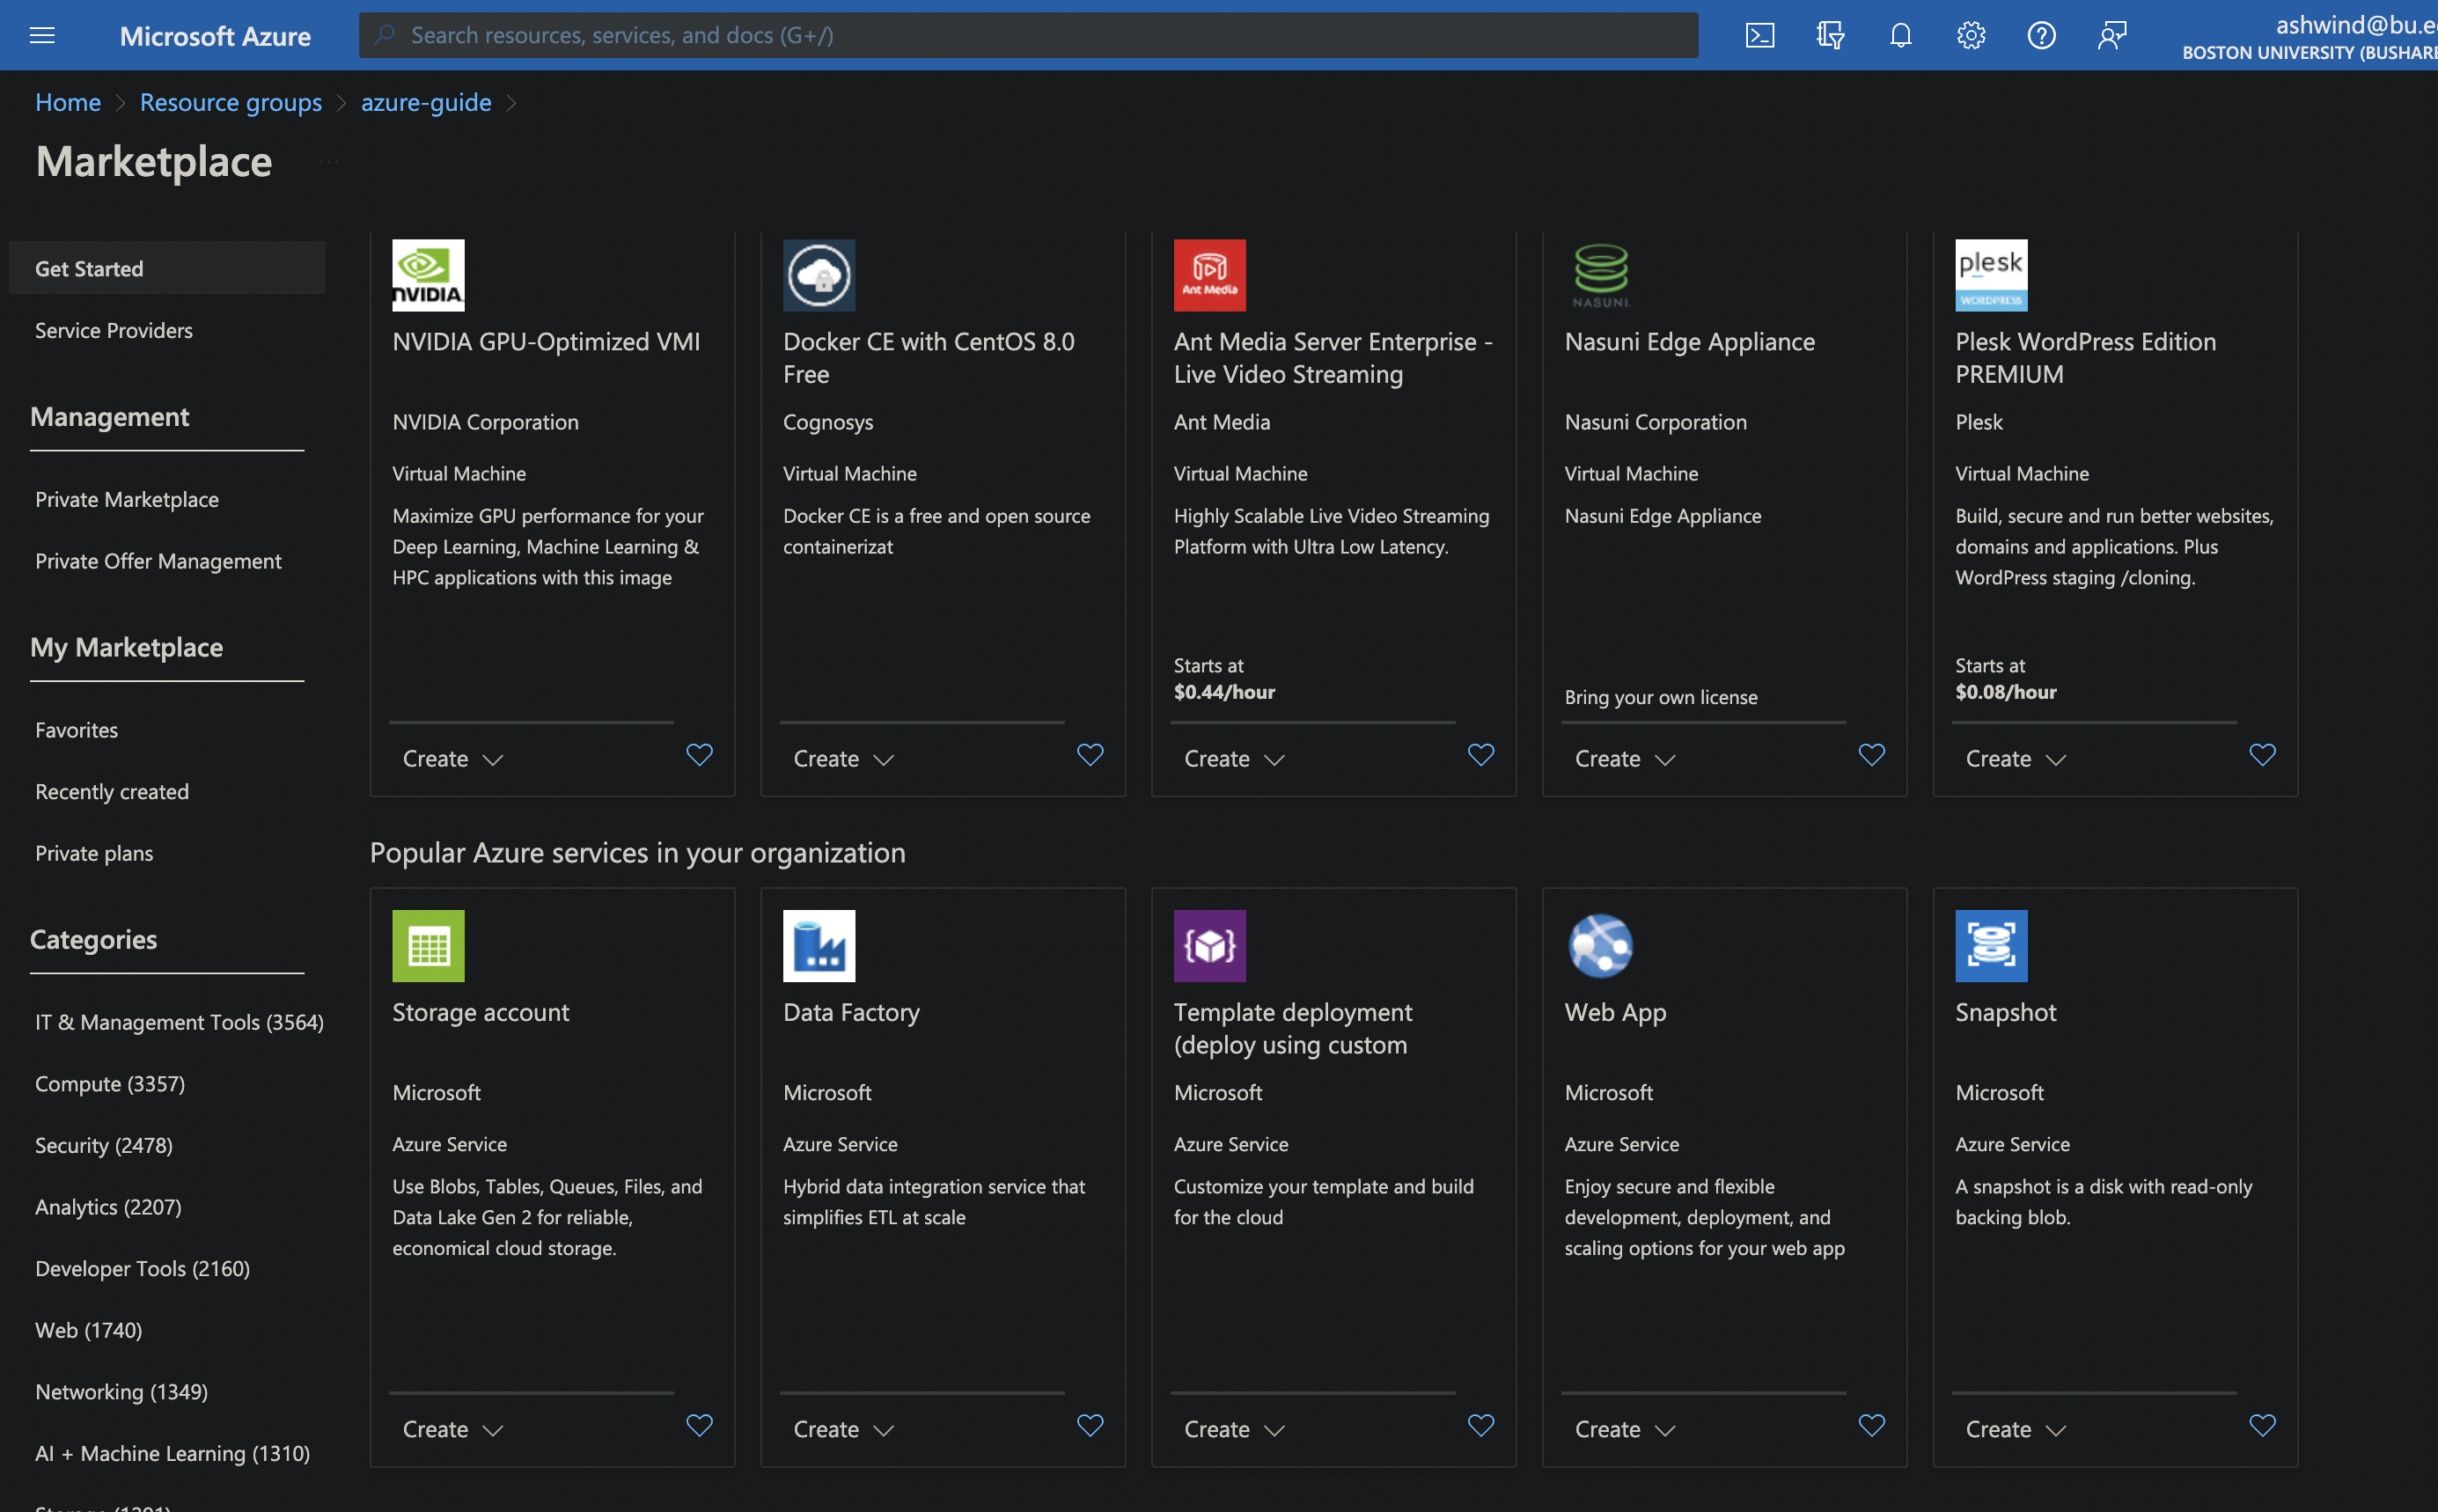 Microsoft Azure
Search resources, services, and docs (G+/)
ashwind@bu.e
BOSTON UNIVERSITY (BUSHARE
Home > Resource groups > azure-guide >
Marketplace ...
Get Started
Service Providers
Management
Private Marketplace
Private Offer Management
My Marketplace
Favorites
Recently created
Private plans
Categories
IT & Management Tools (3564)
Compute (3357)
Security (2478)
Analytics (2207)
Developer Tools (2160)
Web (1740)
Networking (1349)
AI + Machine Learning (1310)
NVIDIA
NVIDIA GPU-Optimized VMI
NVIDIA Corporation
Virtual Machine
Maximize GPU performance for your
Deep Learning, Machine Learning &
HPC applications with this image
Create
Docker CE with CentOS 8.0
Free
Cognosys
Virtual Machine
Docker CE is a free and open source
containerizat
Create
Ant Media
Ant Media Server Enterprise -
Live Video Streaming
Ant Media
Virtual Machine
Highly Scalable Live Video Streaming
Platform with Ultra Low Latency.
Starts at
$0.44/hour
Create
NASUNI
Nasuni Edge Appliance
Nasuni Corporation
Virtual Machine
Nasuni Edge Appliance
Bring your own license
Create
plesk
WORDPRESS
Plesk WordPress Edition
PREMIUM
Plesk
Virtual Machine
Build, secure and run better websites,
domains and applications. Plus
WordPress staging /cloning.
Starts at
$0.08/hour
Create
Popular Azure services in your organization
Storage account
Microsoft
Azure Service
Use Blobs, Tables, Queues, Files, and
Data Lake Gen 2 for reliable,
economical cloud storage.
Create
Data Factory
Microsoft
Azure Service
Hybrid data integration service that
simplifies ETL at scale
Create
Template deployment
(deploy using custom
Microsoft
Azure Service
Customize your template and build
for the cloud
Create
Web App
Microsoft
Azure Service
Enjoy secure and flexible
development, deployment, and
scaling options for your web app
Create
Snapshot
Microsoft
Azure Service
A snapshot is a disk with read-only
backing blob.
Create